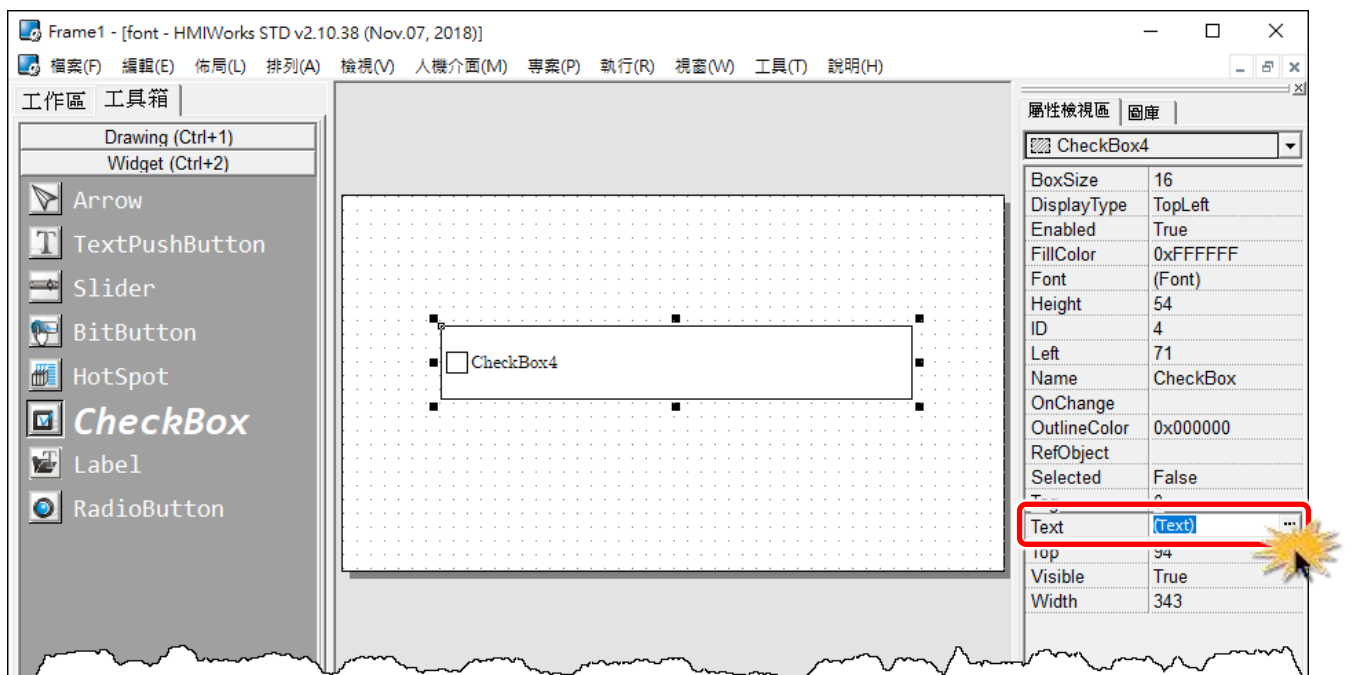 Frame1 - [font - HMIWorks STD v2.10.38 (Nov.07, 2018)]
檔案(F) 編輯(E) 佈局(L) 排列(A) 檢視(V) 人機介面(M) 專案(P) 執行(R) 視窗(W) 工具(T) 說明(H)
工作區 工具箱
Drawing (Ctrl+1)
Widget (Ctrl+2)
Arrow
TextPushButton
Slider
BitButton
HotSpot
CheckBox
Label
RadioButton
CheckBox4
屬性檢視區 圖庫
CheckBox4
BoxSize 16
DisplayType TopLeft
Enabled True
FillColor 0xFFFFFF
Font (Font)
Height 54
ID 4
Left 71
Name CheckBox
OnChange
OutlineColor 0x000000
RefObject
Selected False
Text (Text) ...
Top 94
Visible True
Width 343